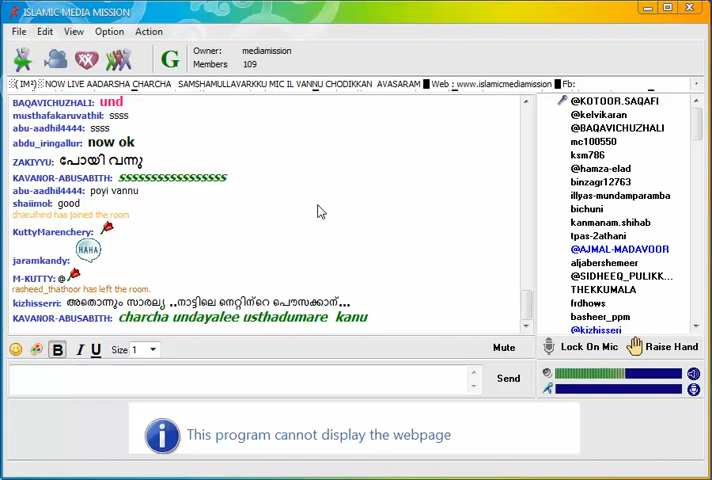 ISLAMIC MEDIA MISSION
File Edit View Option Action
G
Owner: mediamission
Members 109
░( IM²)░NOW LIVE AADARSHA CHARCHA SAMSHAMULLAVARKKU MIC IL VANNU CHODIKKAN AVASARAM █ Web : www.islamicmediamission █ Fb:
BAQAVICHUZHALI: und
musthafakaruvathil: ssss
abu-aadhil4444: ssss
abdu_iringallur: now ok
ZAKIYYU: പോയി വന്നു
KAVANOR-ABUSABITH: SSSSSSSSSSSSSSSSSS
abu-aadhil4444: poyi vannu
shaiimol: good
dharulhind has joined the room
KuttyMarenchery:
HAHA
jaramkandy:
M-KUTTY: @
rasheed_thathoor has left the room.
kizhisserri: അതൊന്നും സാരല്യ ..നാട്ടിലെ നെറ്റിന്റെ പൌസക്കാന്...
KAVANOR-ABUSABITH: charcha undayalee usthadumare kanu
@KOTOOR.SAQAFI
@kelvikaran
@BAQAVICHUZHALI
mc100550
ksm786
@hamza-elad
binzagr12763
illyas-mundamparamba
bichuni
kanmanam.shihab
tpas-2athani
@AJMAL-MADAVOOR
aljabershemeer
@SIDHEEQ_PULIKK...
THEKKUMALA
frdhows
basheer_ppm
@kizhisseri
B I U Size 1 Mute
Lock On Mic Raise Hand
Send
This program cannot display the webpage